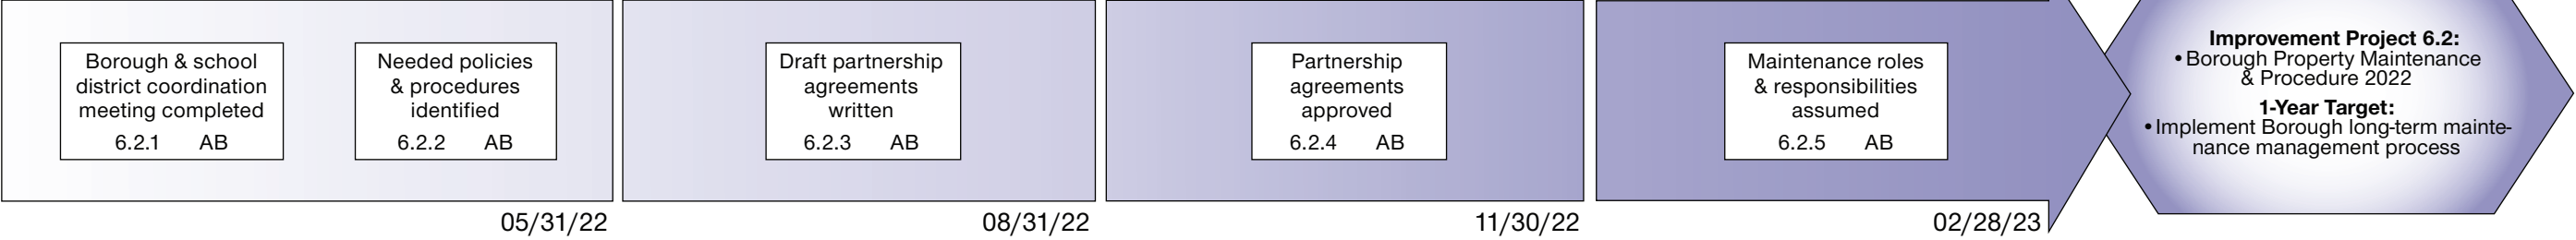 Borough & school
district coordination
meeting completed
6.2.1 AB
Needed policies
& procedures
identified
6.2.2 AB
05/31/22
Draft partnership
agreements
written
6.2.3 AB
08/31/22
Partnership
agreements
approved
6.2.4 AB
11/30/22
Maintenance roles
& responsibilities
assumed
6.2.5 AB
02/28/23
Improvement Project 6.2:
• Borough Property Maintenance
& Procedure 2022
1-Year Target:
• Implement Borough long-term mainte-
nance management process